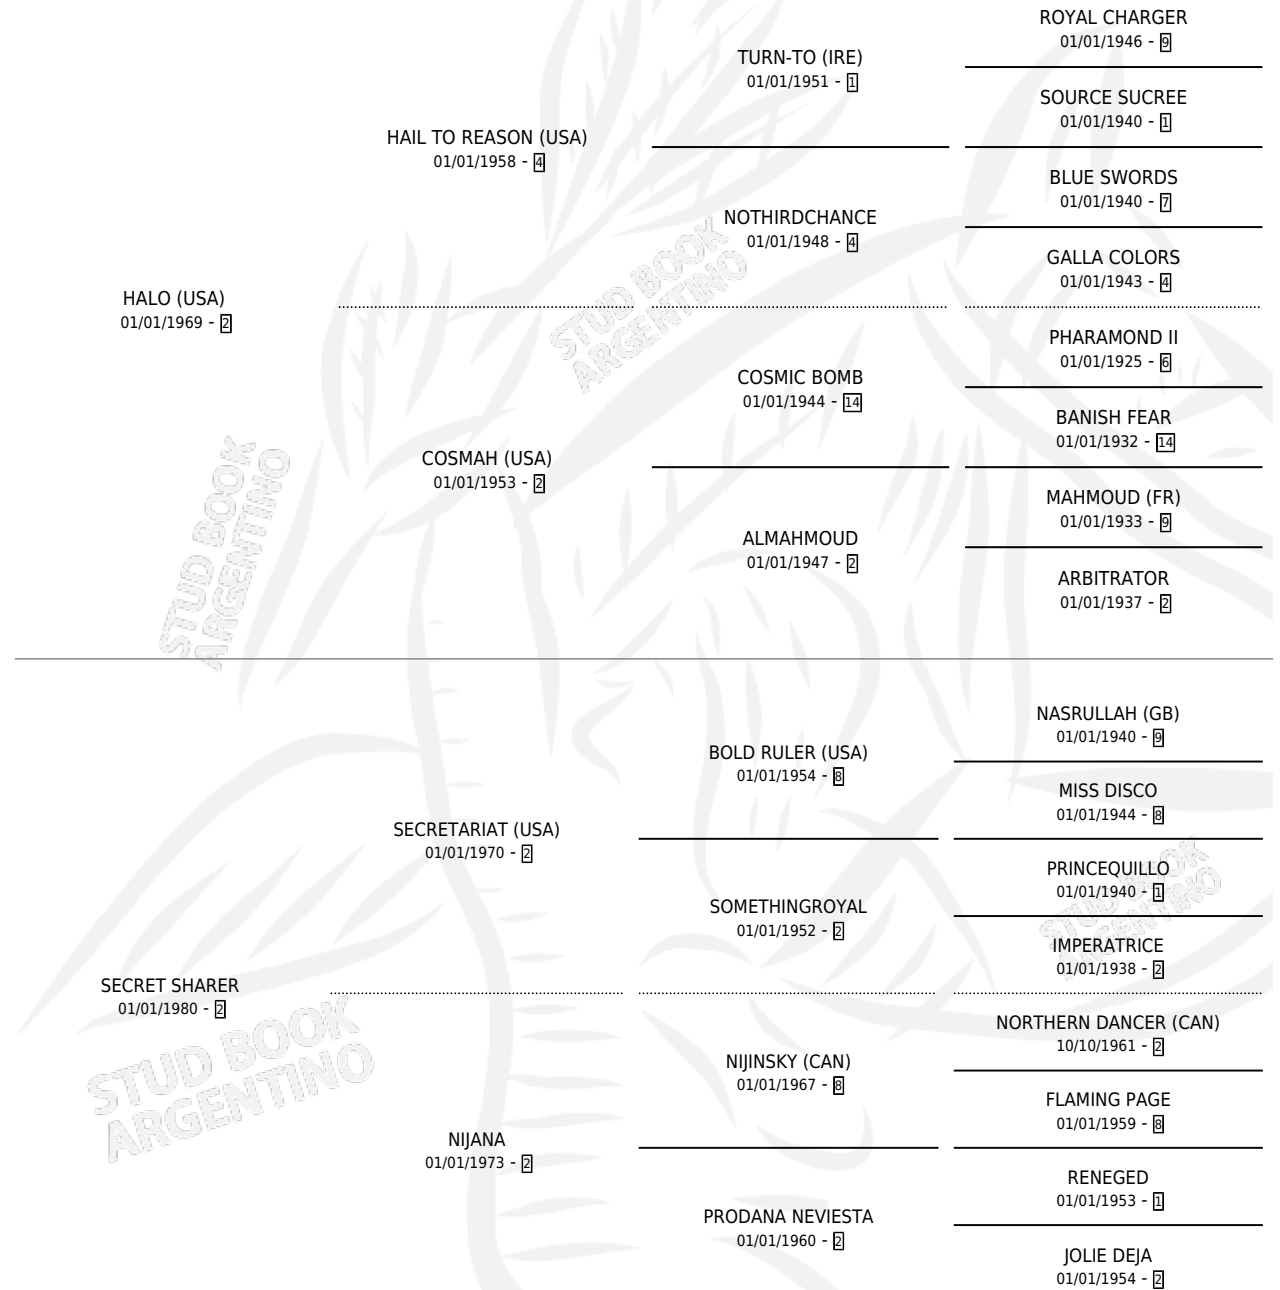 ROYAL CHARGER
01/01/1946 - 9
TURN-TO (IRE)
01/01/1951 - 1
SOURCE SUCREE
01/01/1940 - 1
HAIL TO REASON (USA)
01/01/1958 - 4
BLUE SWORDS
01/01/1940 - 7
NOTHIRDCHANCE
01/01/1948 - 4
GALLA COLORS
01/01/1943 - 4
HALO (USA)
01/01/1969 - 2
PHARAMOND II
01/01/1925 - 6
COSMIC BOMB
01/01/1944 - 14
BANISH FEAR
01/01/1932 - 14
COSMAH (USA)
01/01/1953 - 2
MAHMOUD (FR)
01/01/1933 - 9
ALMAHMOUD
01/01/1947 - 2
ARBITRATOR
01/01/1937 - 2
NASRULLAH (GB)
01/01/1940 - 9
BOLD RULER (USA)
01/01/1954 - 8
MISS DISCO
01/01/1944 - 8
SECRETARIAT (USA)
01/01/1970 - 2
PRINCEQUILLO
01/01/1940 - 1
SOMETHINGROYAL
01/01/1952 - 2
IMPERATRICE
01/01/1938 - 2
SECRET SHARER
01/01/1980 - 2
NORTHERN DANCER (CAN)
10/10/1961 - 2
NIJINSKY (CAN)
01/01/1967 - 8
FLAMING PAGE
01/01/1959 - 8
NIJANA
01/01/1973 - 2
RENEGED
01/01/1953 - 1
PRODANA NEVIESTA
01/01/1960 - 2
JOLIE DEJA
01/01/1954 - 2
STUD BOOK
ARGENTINO
STUD BOOK
ARGENTINO
STUD BOOK
ARGENTINO
STUD BOOK
ARGENTINO